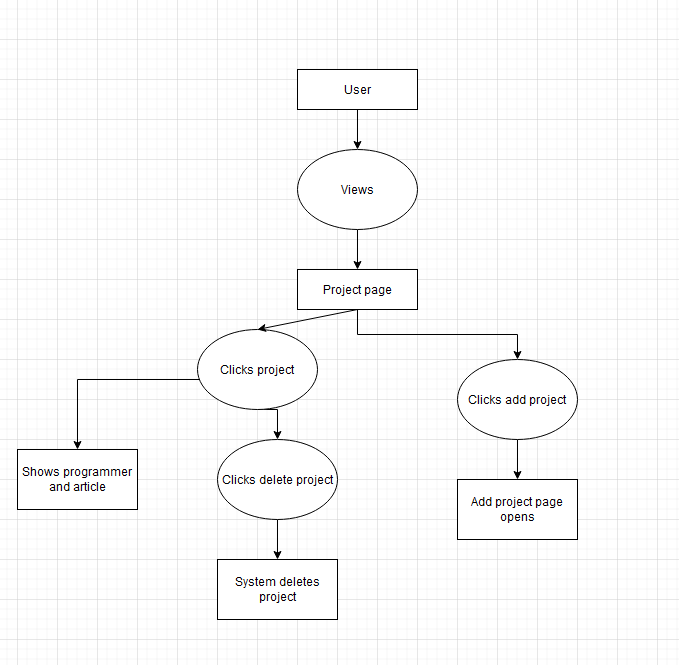 User
Views
Project page
Clicks project
Clicks add project
Shows programmer
and article
Clicks delete project
Add project page
opens
System deletes
project